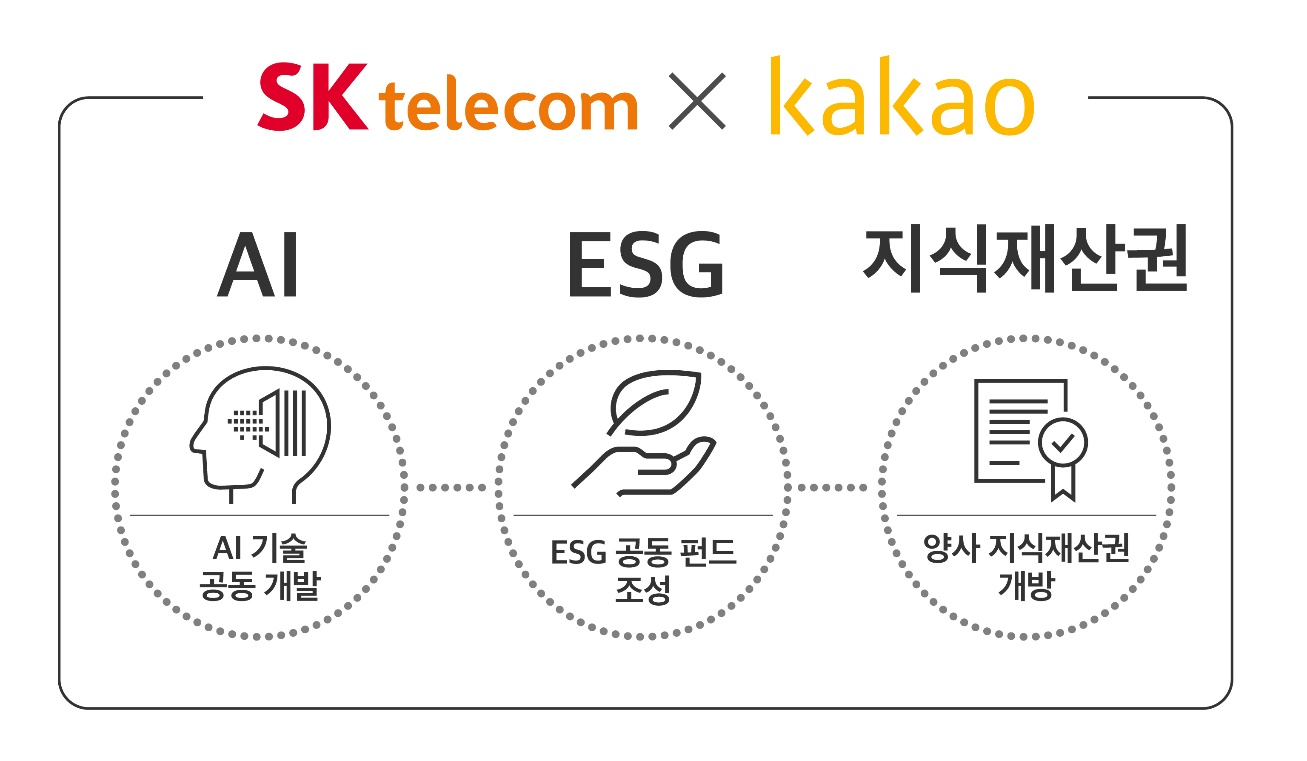 SK telecom × kakao
AI
ESG
지식재산권
AI 기술
공동 개발
ESG 공동 펀드
조성
양사 지식재산권
개방